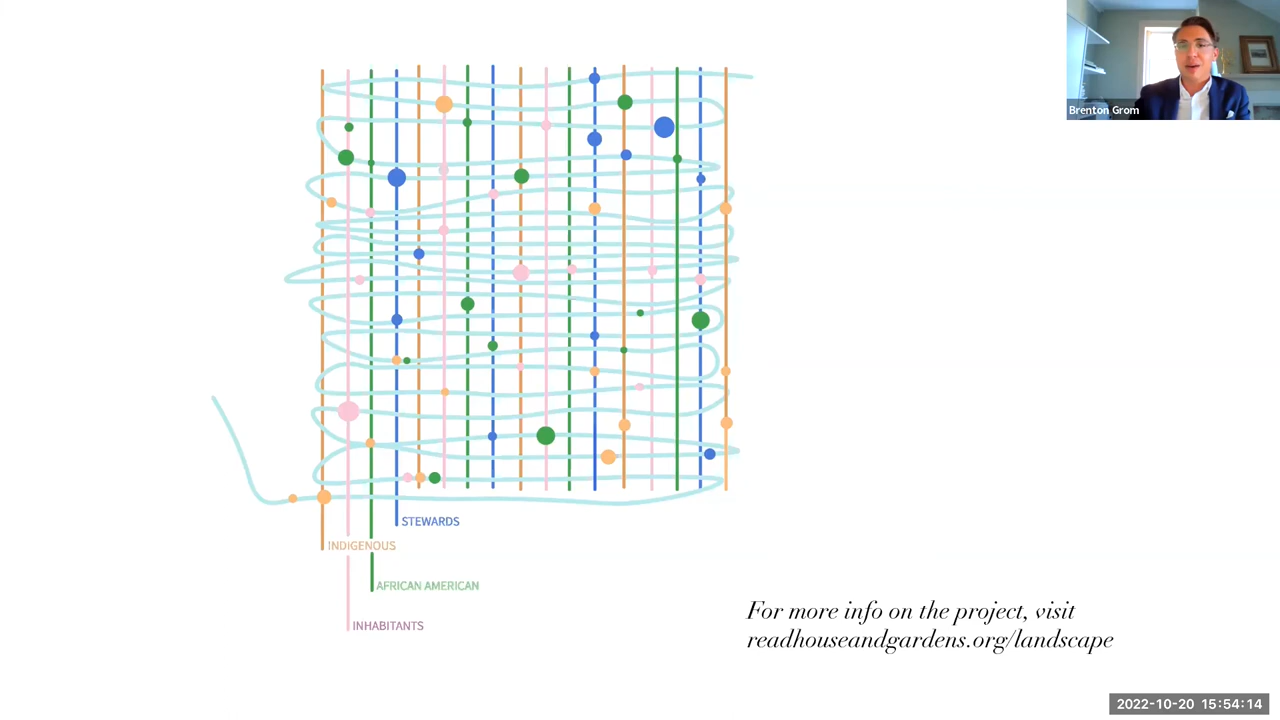 Brenton Grom
STEWARDS
INDIGENOUS
AFRICAN AMERICAN
INHABITANTS
For more info on the project, visit
readhouseandgardens.org/landscape
2022-10-20 15:54:14